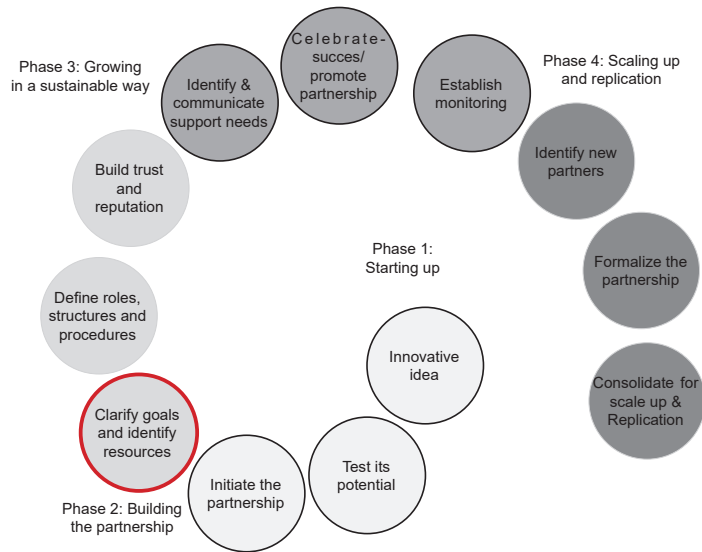 Phase 1:
Starting up
Innovative
idea
Test its
potential
Initiate the
partnership
Phase 2: Building
the partnership
Clarify goals
and identify
resources
Define roles,
structures and
procedures
Build trust
and
reputation
Phase 3: Growing
in a sustainable way
Identify &
communicate
support needs
Celebrate-
succes/
promote
partnership
Establish
monitoring
Phase 4: Scaling up
and replication
Identify new
partners
Formalize the
partnership
Consolidate for
scale up &
Replication